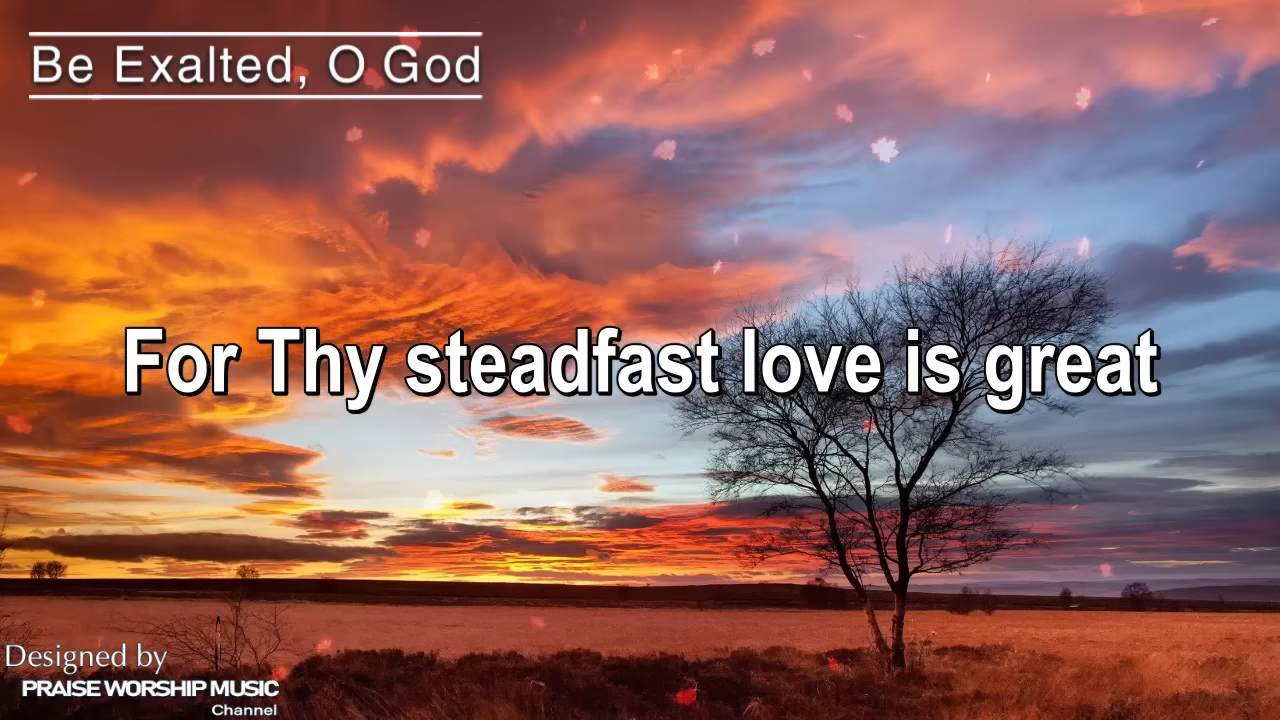 Be Exalted, O God
For Thy steadfast love is great
Designed by
PRAISE WORSHIP MUSIC
Channel